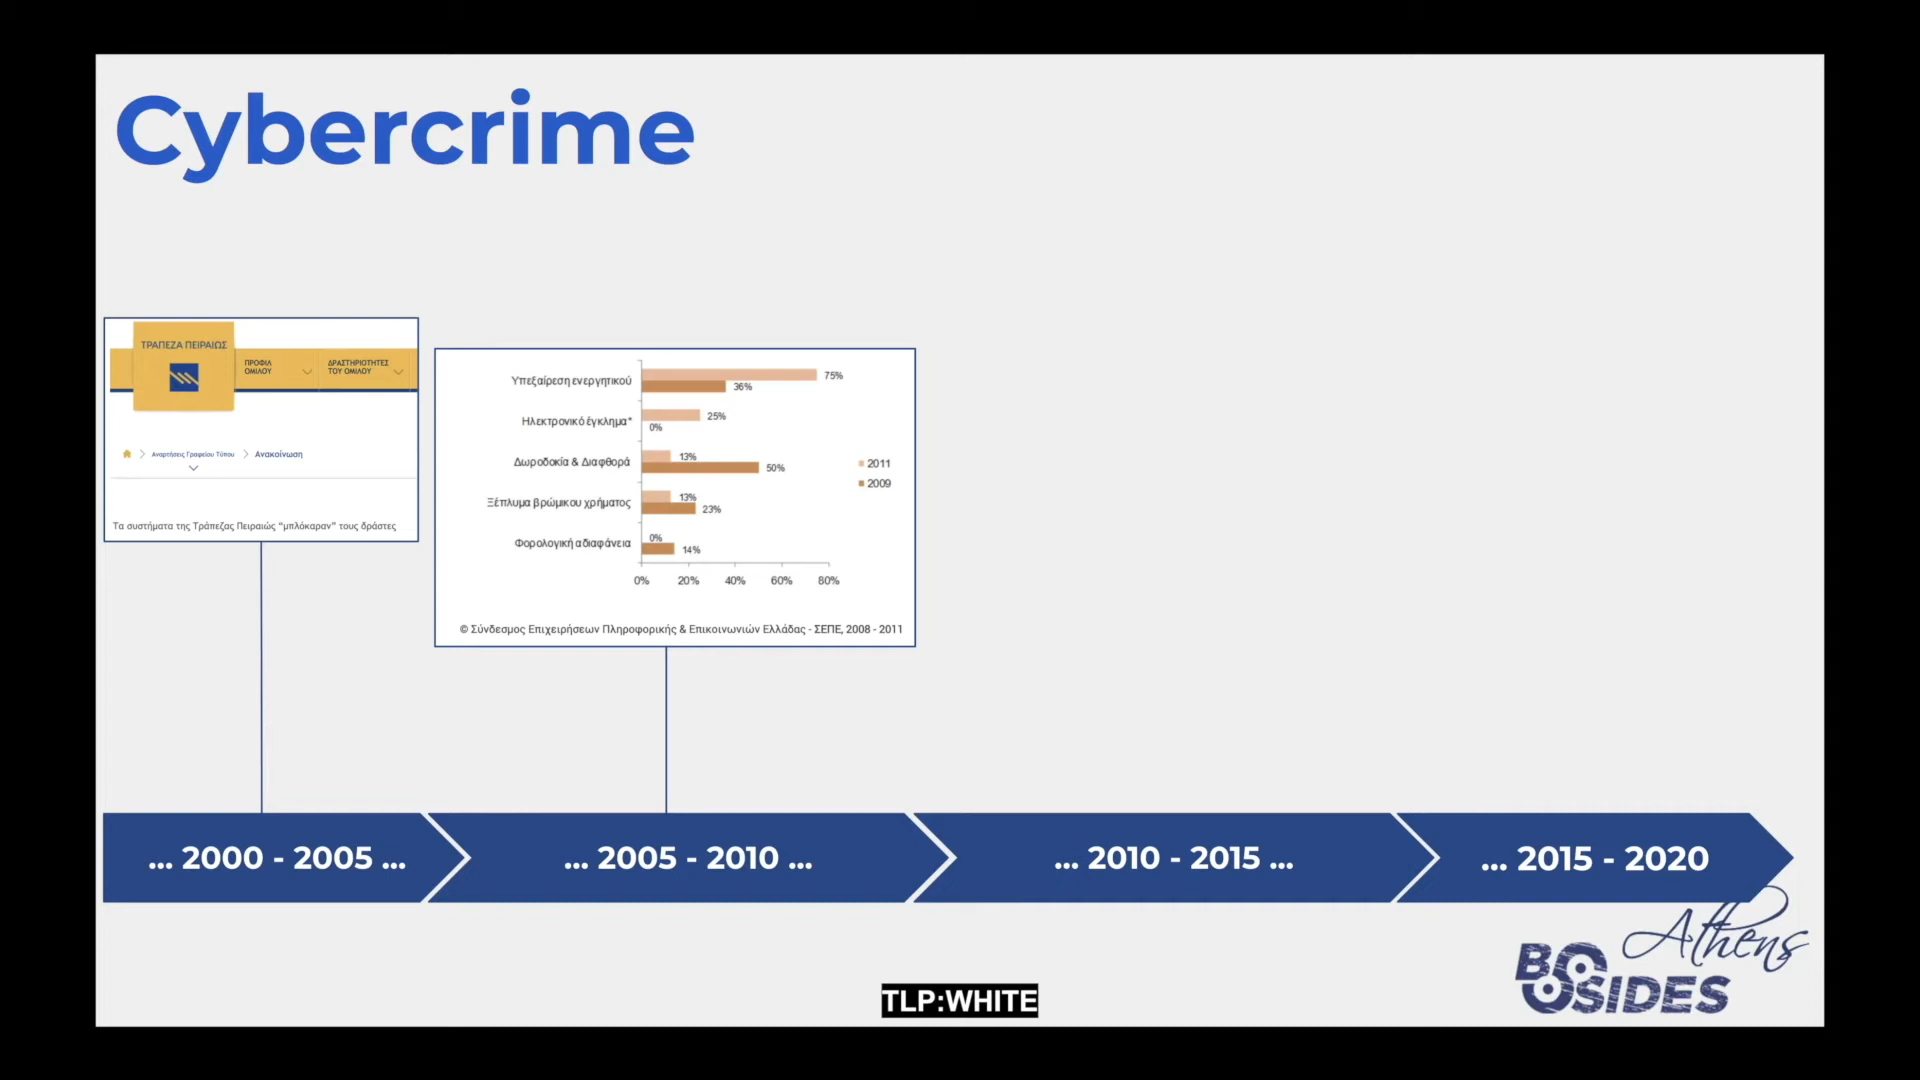 Cybercrime
ΤΡΑΠΕΖΑ ΠΕΙΡΑΙΩΣ
ΠΡΟΦΙΛ
ΟΜΙΛΟΥ
ΔΡΑΣΤΗΡΙΟΤΗΤΕΣ
ΤΟΥ ΟΜΙΛΟΥ
Αναρτήσεις Γραφείου Τύπου
Ανακοίνωση
Τα συστήματα της Τράπεζας Πειραιώς “μπλόκαραν” τους δράστες
Υπεξαίρεση ενεργητικού
75%
36%
Ηλεκτρονικό έγκλημα*
25%
0%
Δωροδοκία & Διαφθορά
13%
50%
Ξέπλυμα βρώμικου χρήματος
13%
23%
Φορολογική αδιαφάνεια
0%
14%
2011
2009
0% 20% 40% 60% 80%
© Σύνδεσμος Επιχειρήσεων Πληροφορικής & Επικοινωνιών Ελλάδας - ΣΕΠΕ, 2008 - 2011
... 2000 - 2005 ...
... 2005 - 2010 ...
... 2010 - 2015 ...
... 2015 - 2020
Athens
BSIDES
TLP:WHITE